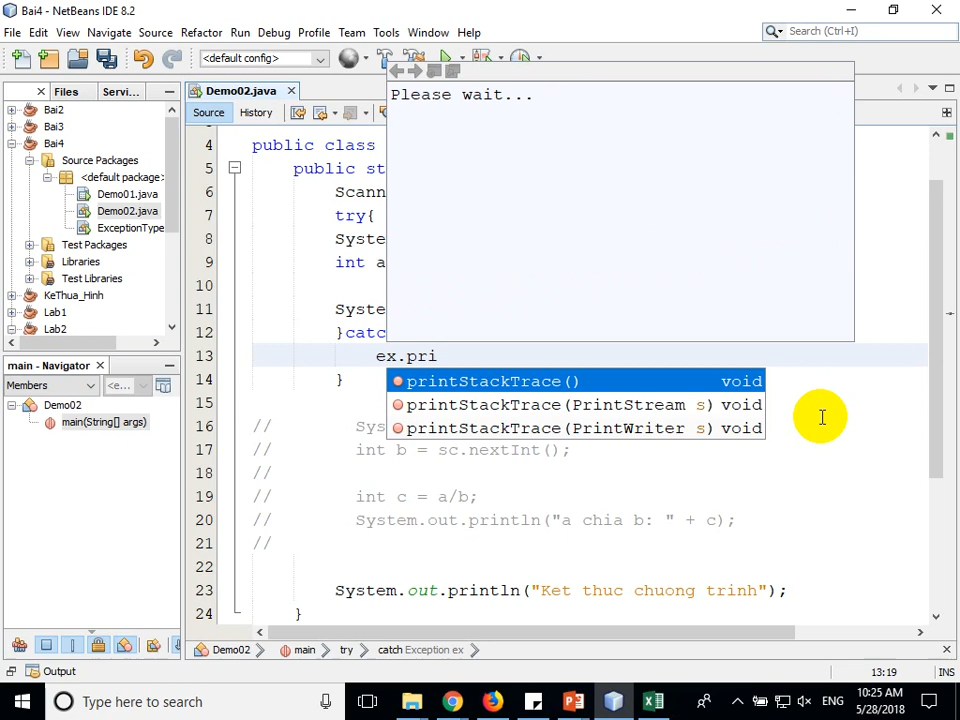 Bai4 - NetBeans IDE 8.2
File Edit View Navigate Source Refactor Run Debug Profile Team Tools Window Help
Search (Ctrl+I)
<default config>
Files Servi...
Demo02.java
Source History
Please wait...
Bai2
Bai3
Bai4
Source Packages
<default package>
Demo01.java
Demo02.java
ExceptionType
Test Packages
Libraries
Test Libraries
KeThua_Hinh
Lab1
Lab2
4 public class
5 public st
6 Scann
7 try{
8 Syste
9 int a
10
11 Syste
12 }catc
13 ex.pri
14 }
printStackTrace() void
printStackTrace(PrintStream s) void
printStackTrace(PrintWriter s) void
15
16 // Sys
17 // int b = sc.nextInt();
18 //
19 // int c = a/b;
20 // System.out.println("a chia b: " + c);
21 //
22
23 System.out.println("Ket thuc chuong trinh");
24 }
main - Navigator
Members <e...
Demo02
main(String[] args)
Demo02 main try catch Exception ex
Output
13:19 INS
Type here to search
ENG
10:25 AM
5/28/2018